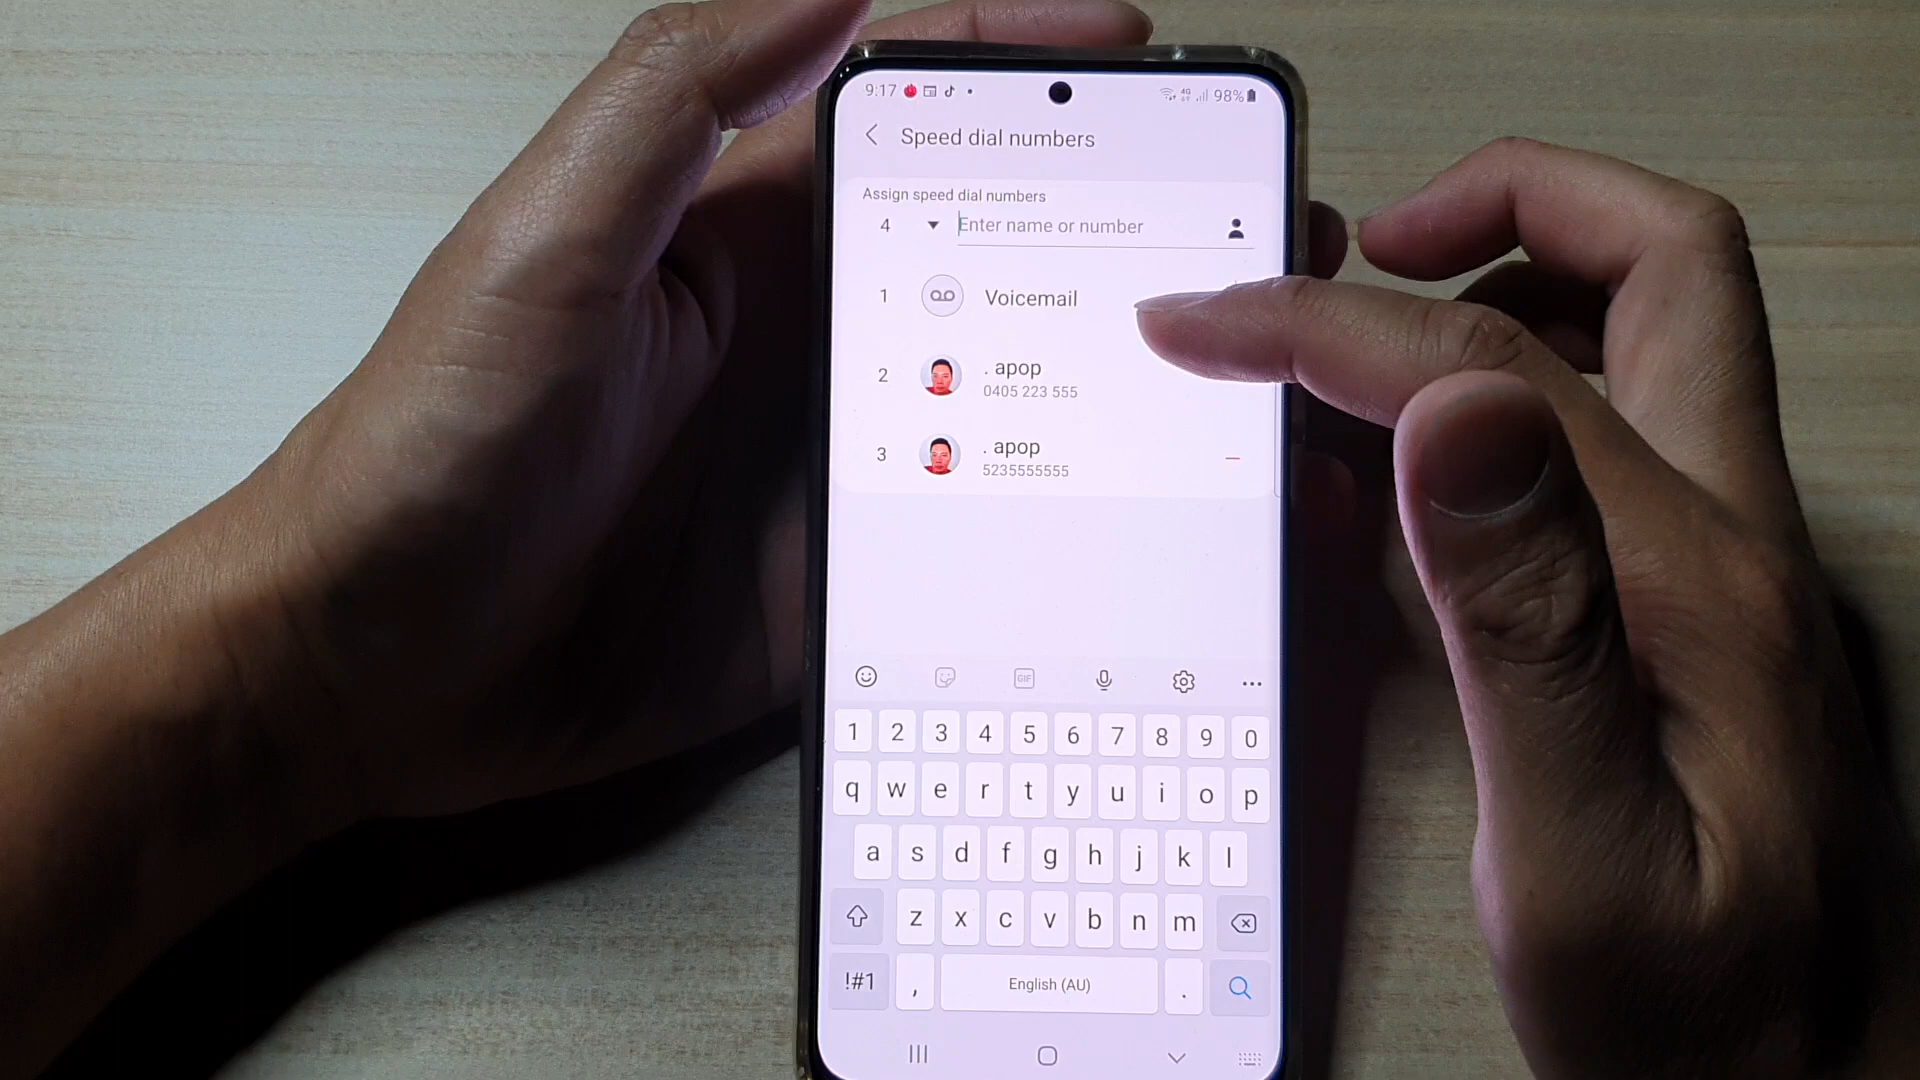 9:17 4G 98%
Speed dial numbers
Assign speed dial numbers
4 Enter name or number
1 Voicemail
2 . apop
0405 223 555
3 . apop
5235555555
GIF
1 2 3 4 5 6 7 8 9 0
q w e r t y u i o p
a s d f g h j k l
z x c v b n m
!#1 , English (AU) .